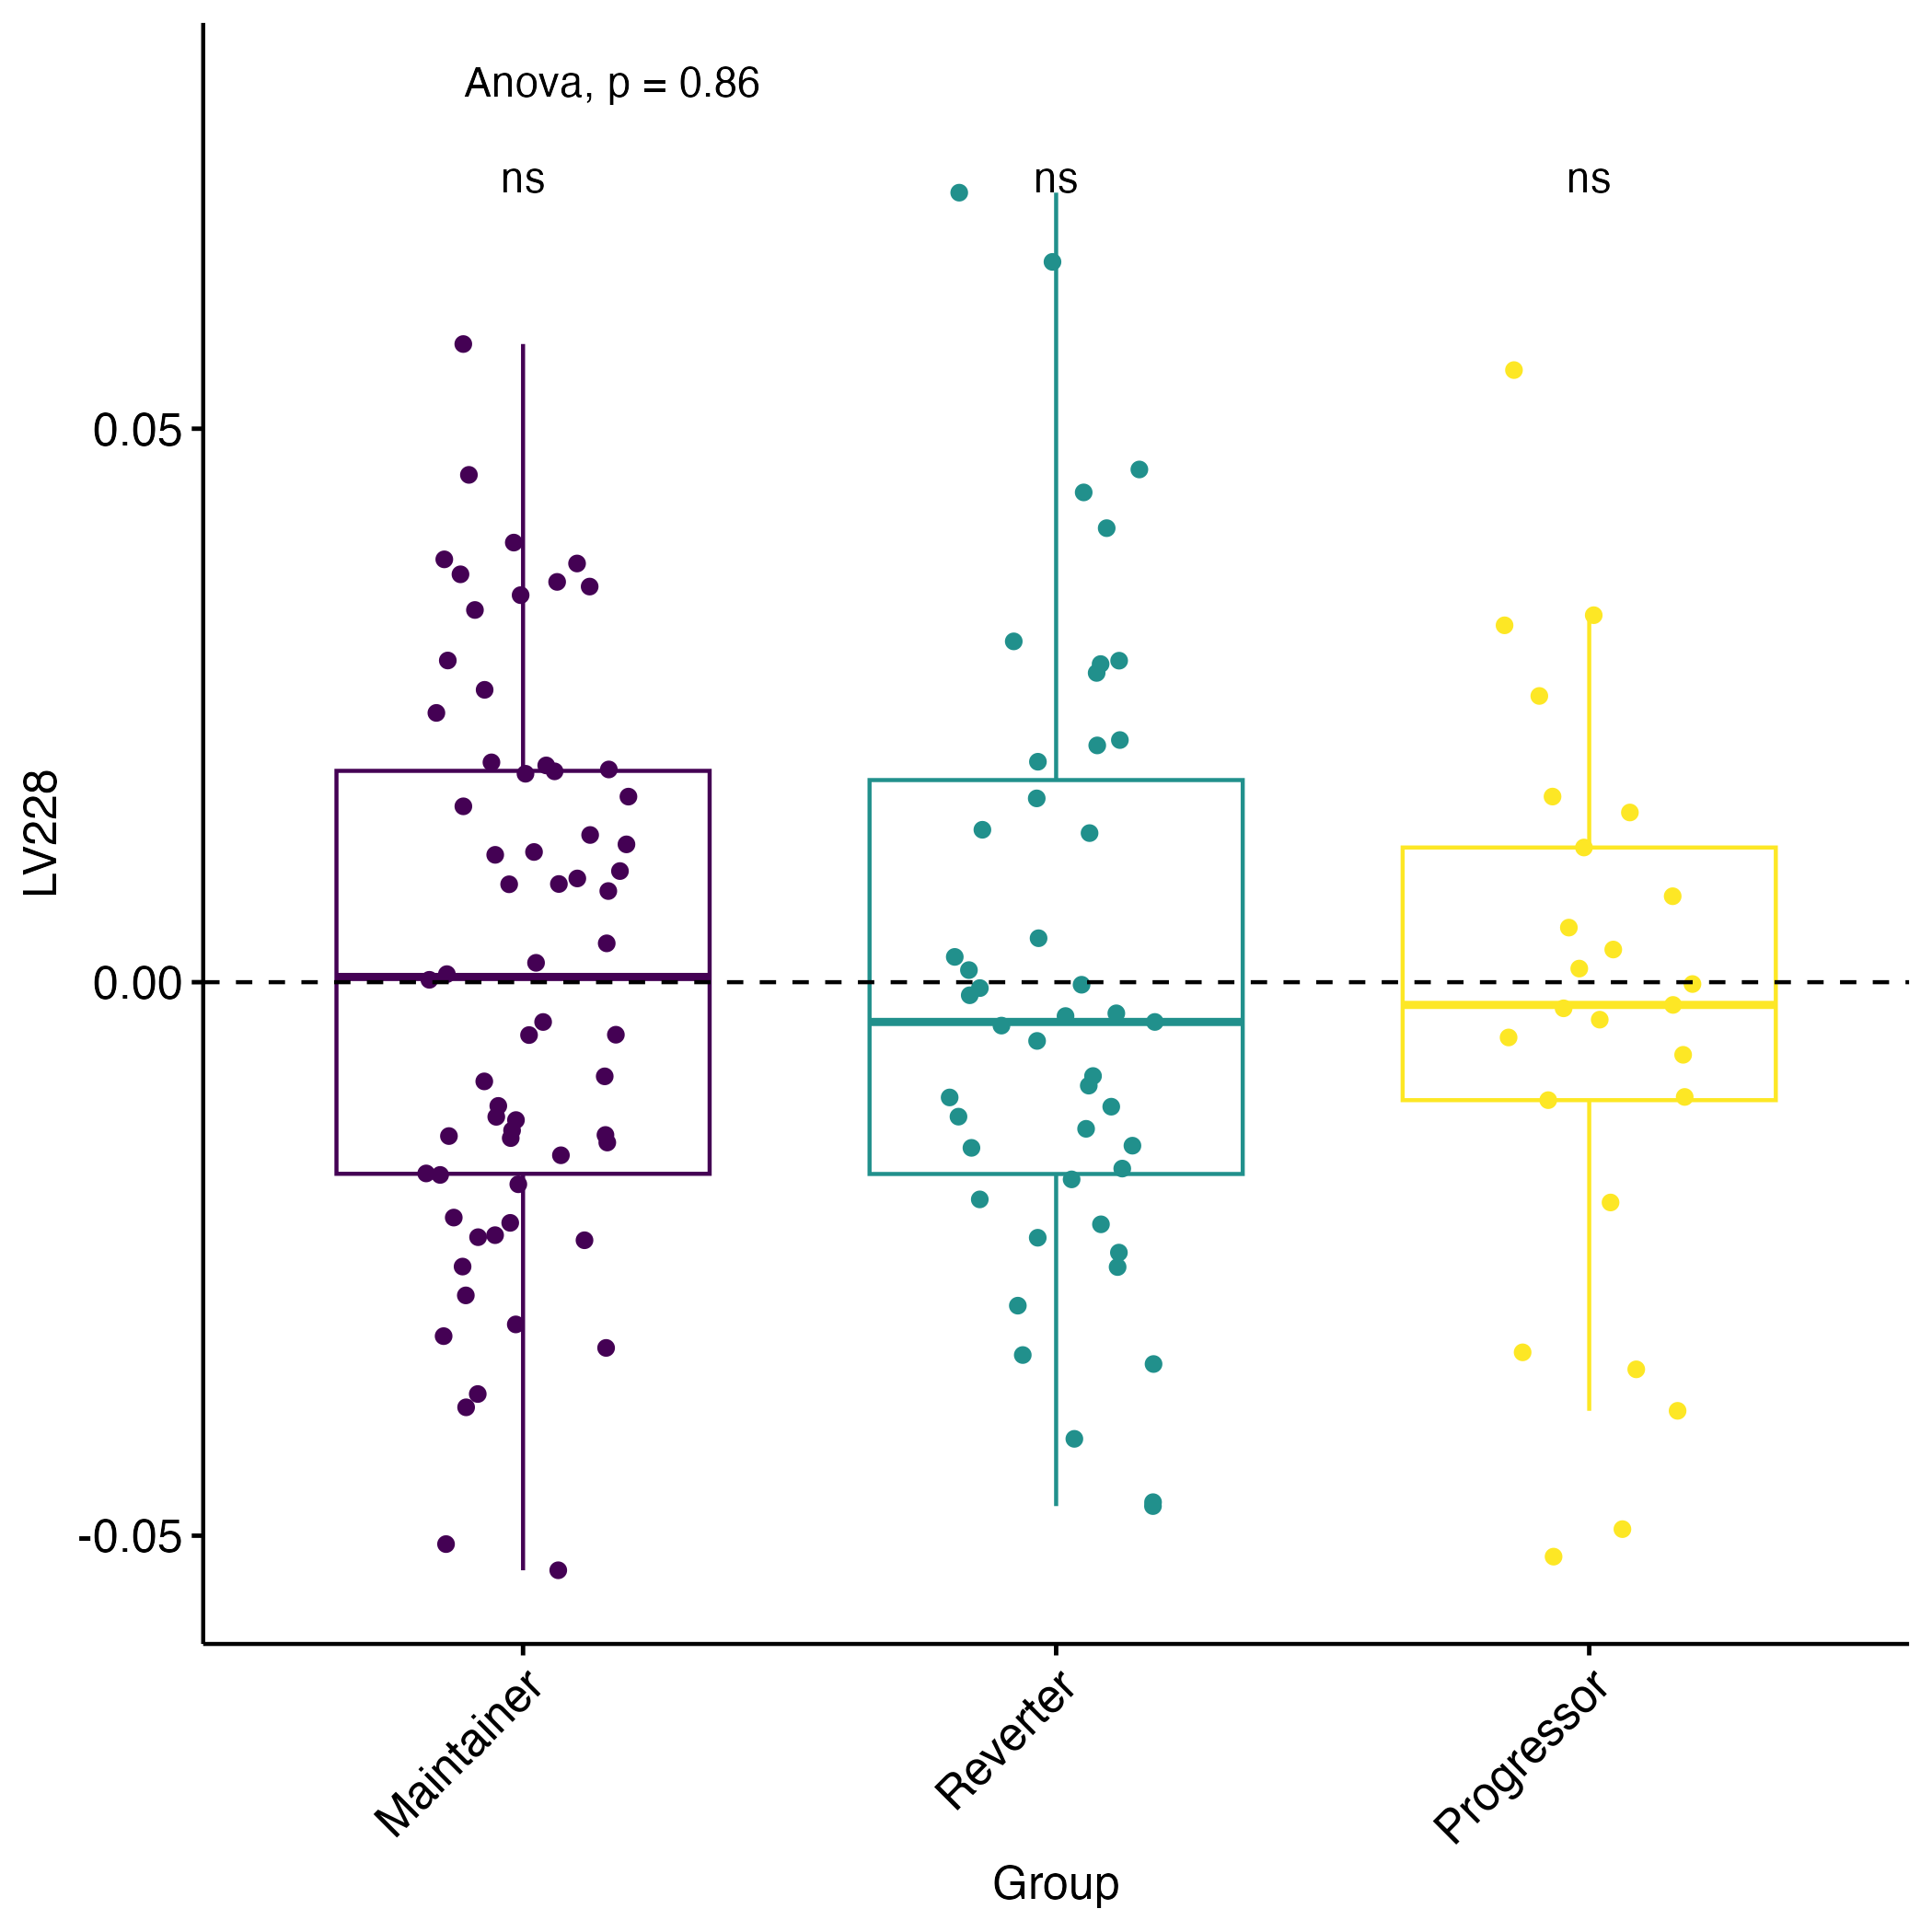 Anova, p = 0.86
ns ns ns
0.05
0.00
-0.05
LV228
Maintainer Reverter Progressor
Group